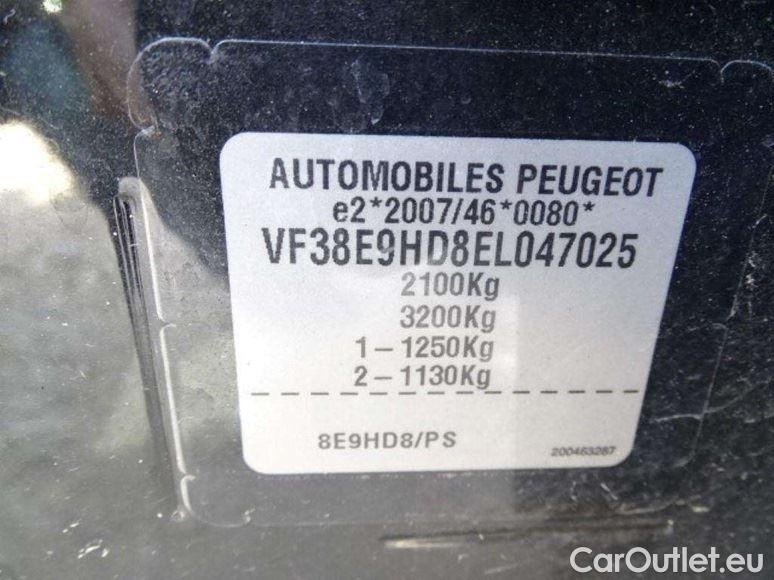 AUTOMOBILES PEUGEOT
e2*2007/46*0080*
VF38E9HD8EL047025
2100Kg
3200Kg
1-1250Kg
2-1130Kg
8E9HD8/PS
200463287
CarOutlet.eu